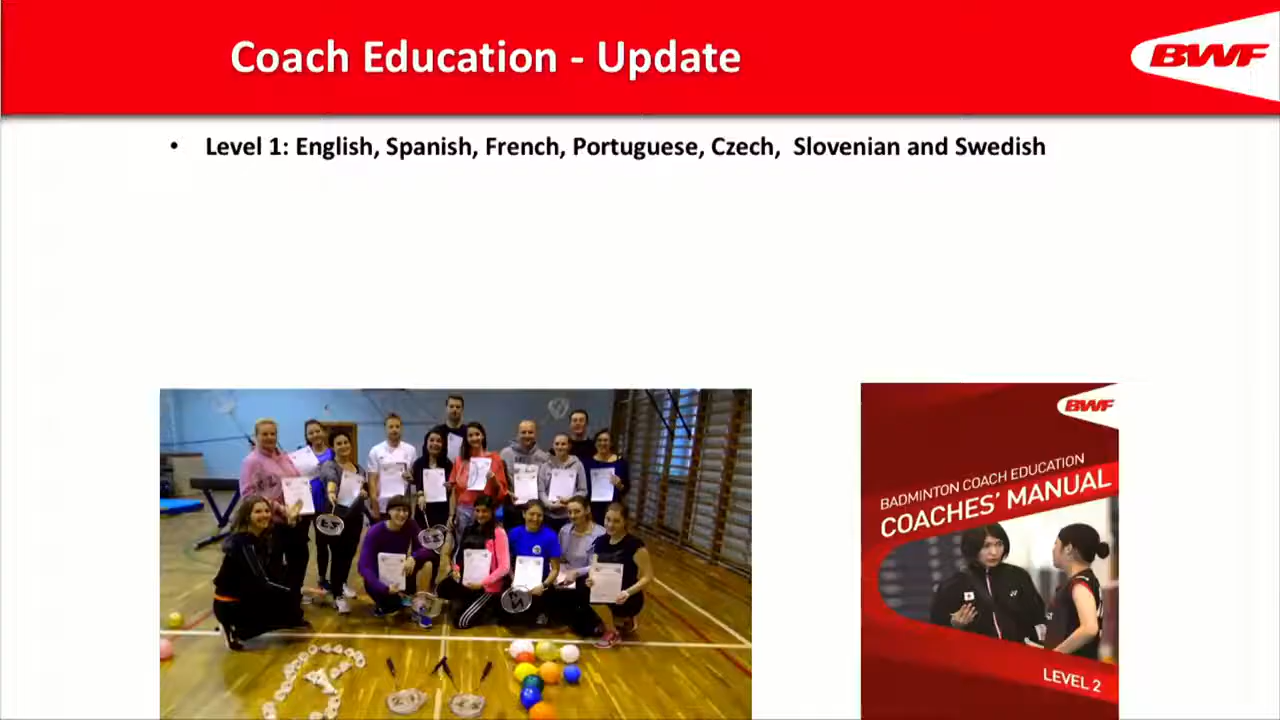 Coach Education - Update
BWF
• Level 1: English, Spanish, French, Portuguese, Czech, Slovenian and Swedish
BWF
BADMINTON COACH EDUCATION
COACHES' MANUAL
LEVEL 2